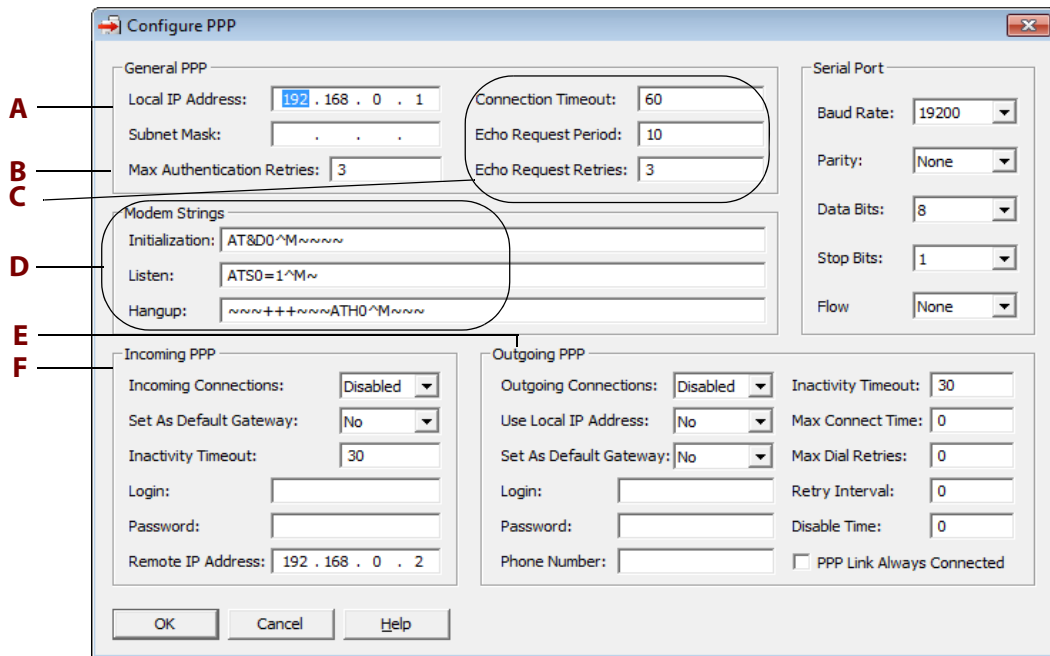 Configure PPP
General PPP
A
Local IP Address: 192 . 168 . 0 . 1
Subnet Mask: . . .
B
Max Authentication Retries: 3
C
Connection Timeout: 60
Echo Request Period: 10
Echo Request Retries: 3
Serial Port
Baud Rate: 19200
Parity: None
Data Bits: 8
Stop Bits: 1
Flow None
Modem Strings
Initialization: AT&D0^M~~~~
D
Listen: ATS0=1^M~
Hangup: ~~~+++~~~ATH0^M~~~
E
F
Incoming PPP
Incoming Connections: Disabled
Set As Default Gateway: No
Inactivity Timeout: 30
Login:
Password:
Remote IP Address: 192 . 168 . 0 . 2
Outgoing PPP
Outgoing Connections: Disabled
Use Local IP Address: No
Set As Default Gateway: No
Login:
Password:
Phone Number:
Inactivity Timeout: 30
Max Connect Time: 0
Max Dial Retries: 0
Retry Interval: 0
Disable Time: 0
PPP Link Always Connected
OK
Cancel
Help